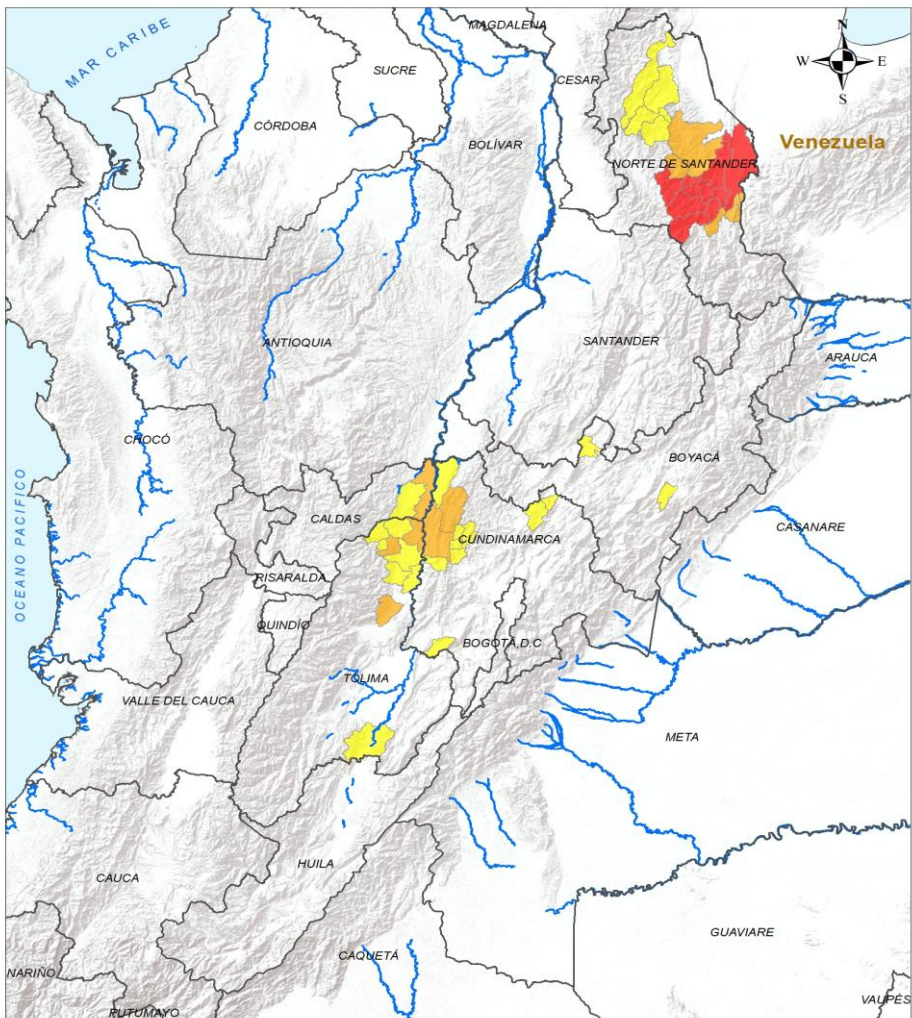 MAGDALENA
N
MAR CARIBE
SUCRE
CESAR
W
E
S
CÓRDOBA
BOLÍVAR
Venezuela
NORTE DE SANTANDER
ANTIOQUIA
SANTANDER
ARAUCA
CHOCÓ
BOYACÁ
CALDAS
CASANARE
CUNDINAMARCA
OCEANO PACIFICO
RISARALDA
QUINDÍO
BOGOTÁ,D.C
TOLIMA
VALLE DEL CAUCA
META
HUILA
CAUCA
GUAVIARE
CAQUETÁ
NARIÑO
VAUPÉS
PUTUMAYO